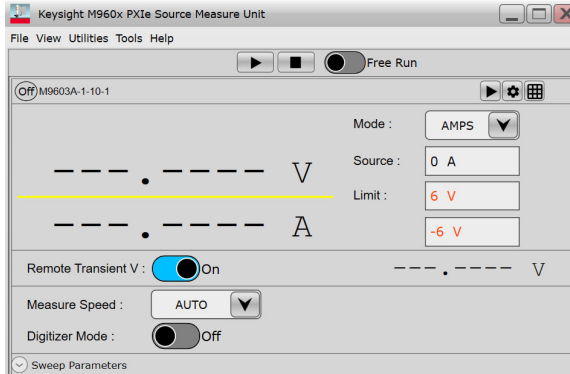 Keysight M960x PXIe Source Measure Unit
File View Utilities Tools Help
Free Run
Off M9603A-1-10-1
Mode : AMPS
Source : 0 A
Limit : 6 V
-6 V
---.---- V
---.---- A
Remote Transient V : On ---.---- V
Measure Speed : AUTO
Digitizer Mode : Off
Sweep Parameters